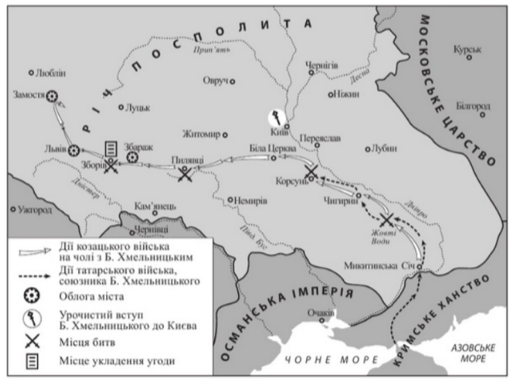 РІЧ ПОСПОЛИТА
МОСКОВСЬКЕ ЦАРСТВО
Прип'ять
Курськ
Люблін
Чернігів
Десна
Овруч
Замостя
Ніжин
Луцьк
Білгород
Київ
Житомир
Переяслав
Львів
Збараж
Біла Церква
Лубни
Зборів
Пилявці
Корсунь
Дністер
Чигирин
Дніпро
Немирів
Кам'янець
Ужгород
Чернівці
Півд. Буг
Жовті
Води
Микитинська Січ
Дії козацького війська
на чолі з Б. Хмельницьким
Дії татарського війська,
союзника Б. Хмельницького
Облога міста
Урочистий вступ
Б. Хмельницького до Києва
Місця битв
Місце укладення угоди
ОСМАНСЬКА ІМПЕРІЯ
Очаків
КРИМСЬКЕ ХАНСТВО
АЗОВСЬКЕ
МОРЕ
ЧОРНЕ МОРЕ